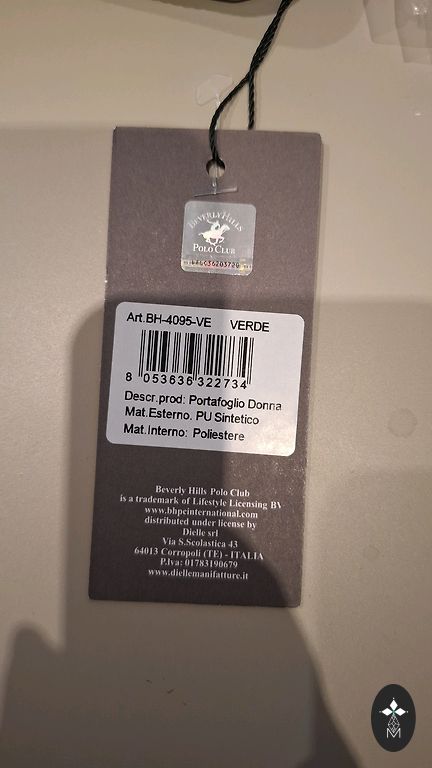 BEVERLY HILLS
POLO CLUB
Art.BH-4095-VE VERDE
8 053636 322734
Descr.prod: Portafoglio Donna
Mat.Esterno. PU Sintetico
Mat.Interno: Poliestere
Beverly Hills Polo Club
is a trademark of Lifestyle Licensing BV
www.bhpcinternational.com
distributed under license by
Dielle srl
Via S.Scolastica 43
64013 Corropoli (TE) - ITALIA
P.Iva: 01783190679
www.diellemanifatture.it
M